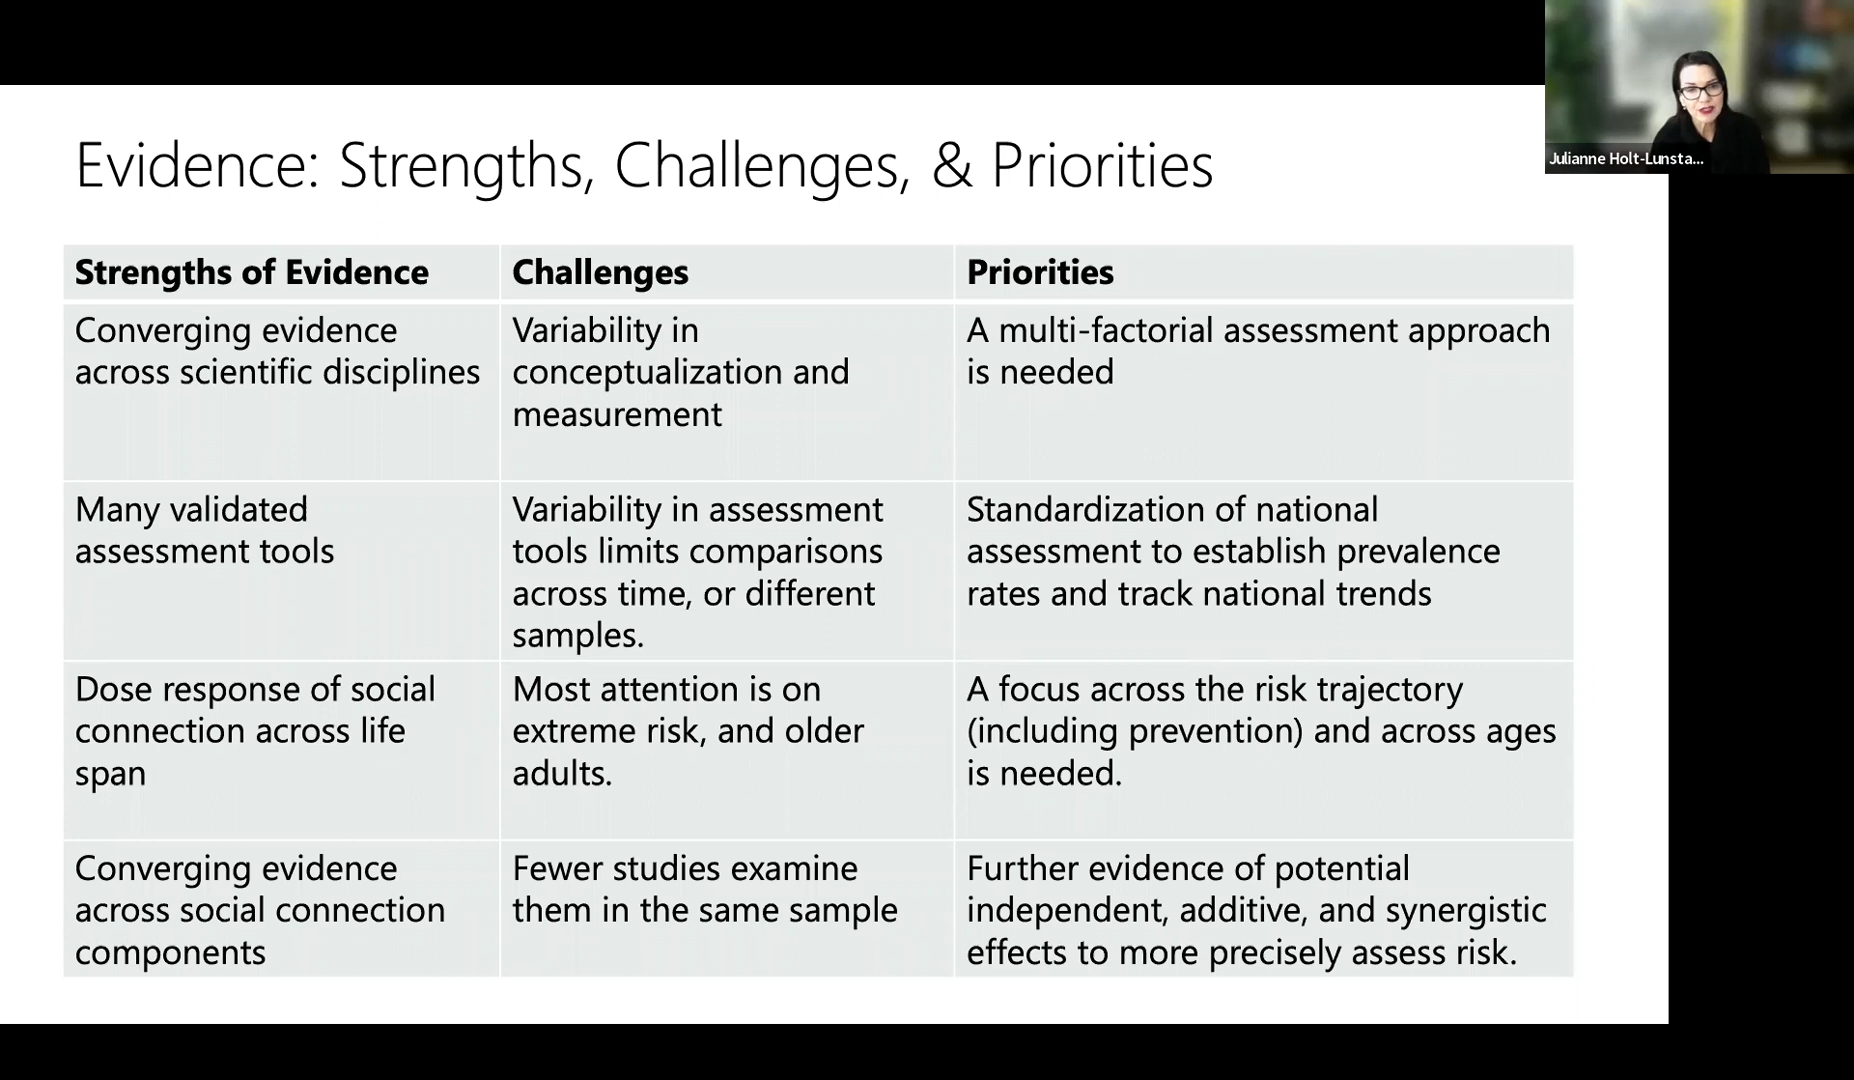 Julianne Holt-Lunsta...
Evidence: Strengths, Challenges, & Priorities
Strengths of Evidence
Challenges
Priorities
Converging evidence
across scientific disciplines
Variability in
conceptualization and
measurement
A multi-factorial assessment approach
is needed
Many validated
assessment tools
Variability in assessment
tools limits comparisons
across time, or different
samples.
Standardization of national
assessment to establish prevalence
rates and track national trends
Dose response of social
connection across life
span
Most attention is on
extreme risk, and older
adults.
A focus across the risk trajectory
(including prevention) and across ages
is needed.
Converging evidence
across social connection
components
Fewer studies examine
them in the same sample
Further evidence of potential
independent, additive, and synergistic
effects to more precisely assess risk.